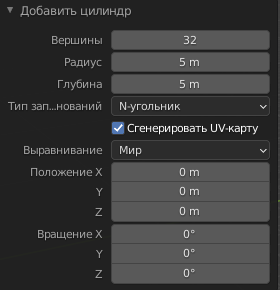 Добавить цилиндр
Вершины 32
Радиус 5 m
Глубина 5 m
Тип зап...нований N-угольник
Сгенерировать UV-карту
Выравнивание Мир
Положение X 0 m
Y 0 m
Z 0 m
Вращение X 0°
Y 0°
Z 0°